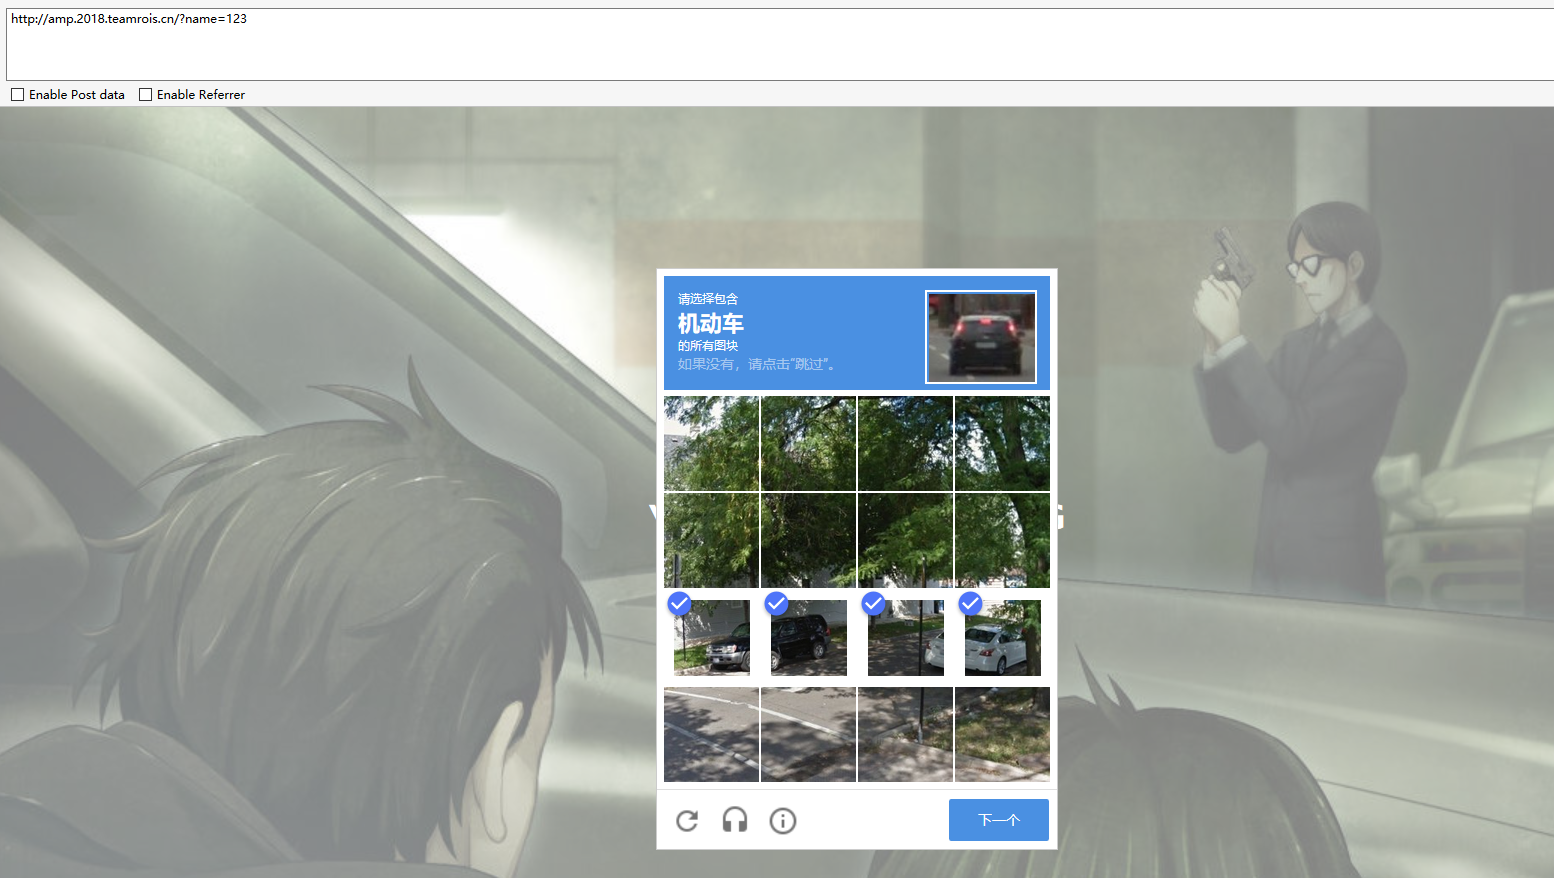 http://amp.2018.teamrois.cn/?name=123
Enable Post data
Enable Referrer
请选择包含
机动车
的所有图块
如果没有，请点击“跳过”。
下一个